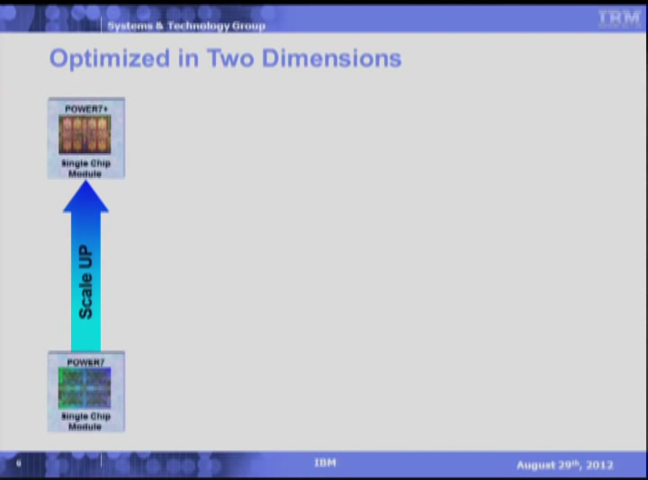 Systems & Technology Group
IBM
Optimized in Two Dimensions
POWER7+
Single Chip
Module
Scale UP
POWER7
Single Chip
Module
IBM
August 29th, 2012